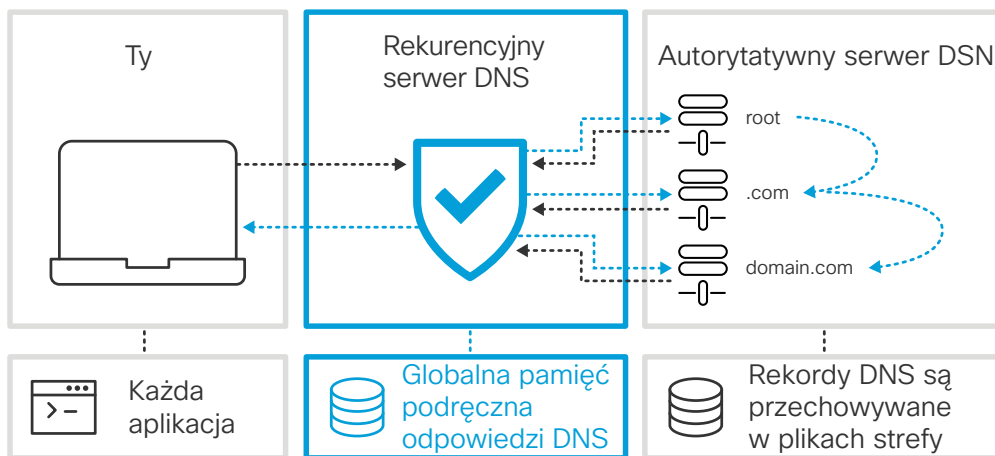 Ty
Rekurencyjny
serwer DNS
Autorytatywny serwer DSN
root
.com
domain.com
Każda
aplikacja
Globalna pamięć
podręczna
odpowiedzi DNS
Rekordy DNS są
przechowywane
w plikach strefy